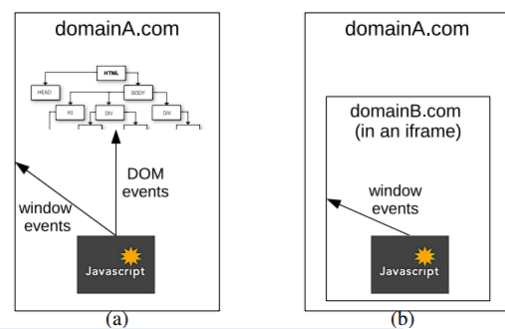 domainA.com
HTML
HEAD
BODY
H1
DIV
DIV
DOM
events
window
events
Javascript
(a)
domainA.com
domainB.com
(in an iframe)
window
events
Javascript
(b)